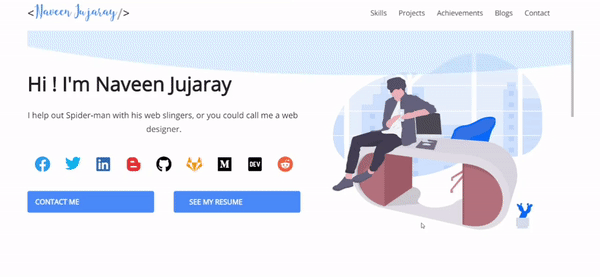 <Naveen Jujaray/>
Skills Projects Achievements Blogs Contact
Hi ! I'm Naveen Jujaray
I help out Spider-man with his web slingers, or you could call me a web
designer.
M DEV
CONTACT ME SEE MY RESUME